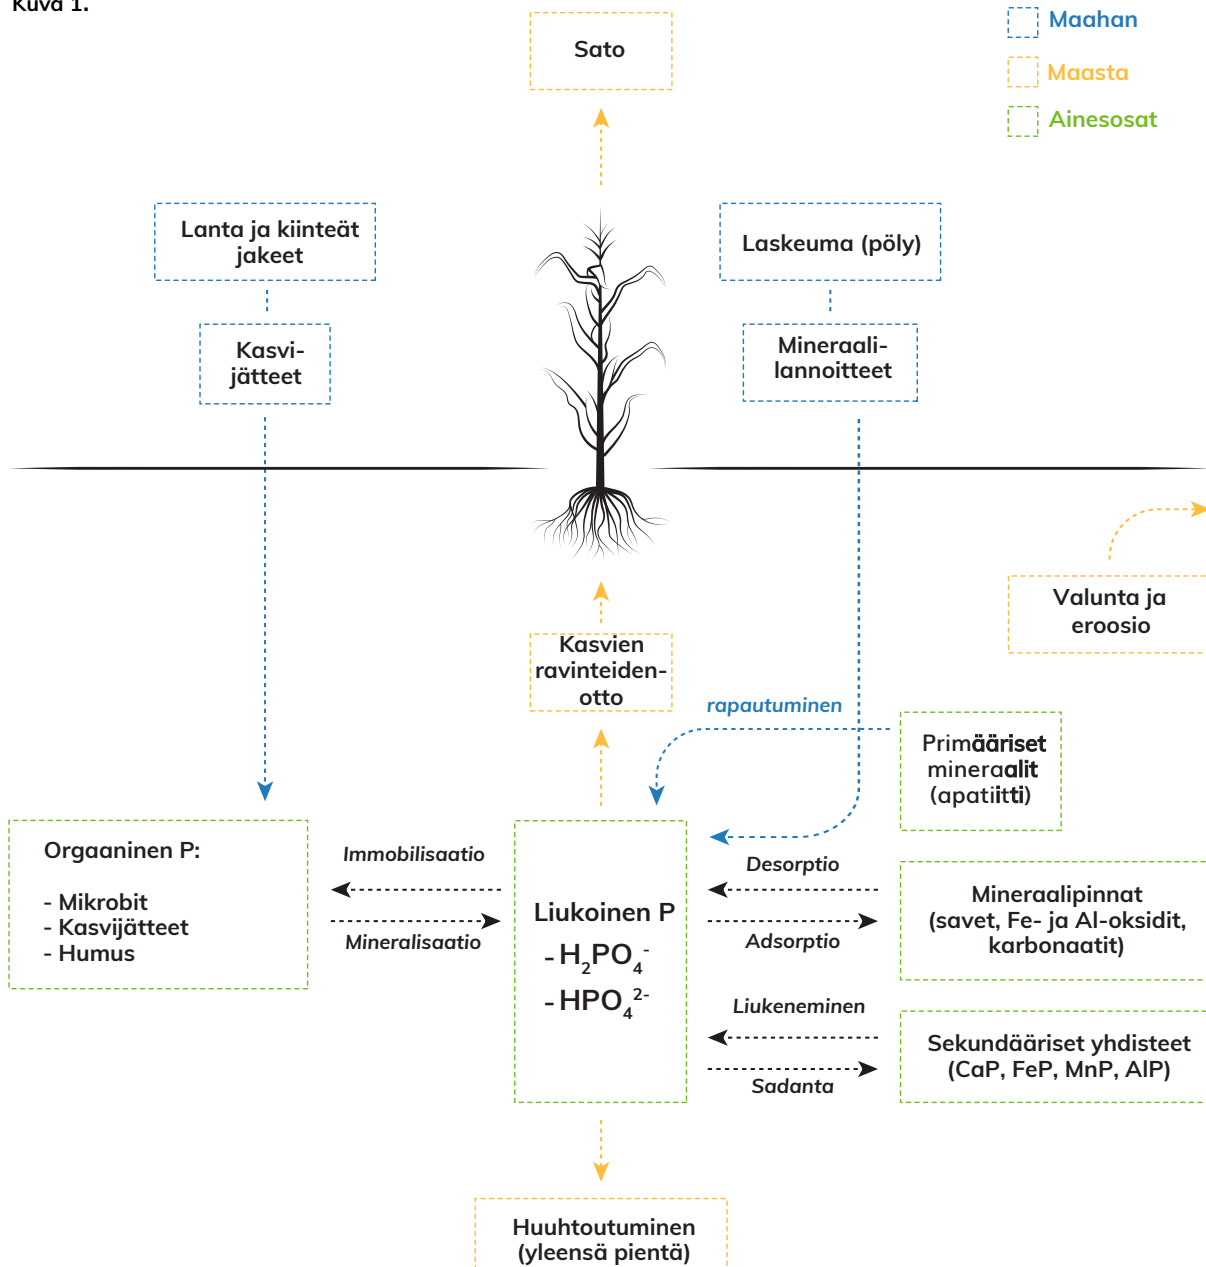 Kuva 1.
Maahan
Maasta
Ainesosat
Sato
Lanta ja kiinteät
jakeet
Laskeuma (pöly)
Kasvi-
jätteet
Mineraali-
lannoitteet
Valunta ja
eroosio
Kasvien
ravinteiden-
otto
rapautuminen
Primääriset
mineraalit
(apatiitti)
Orgaaninen P:
- Mikrobit
- Kasvijätteet
- Humus
Immobilisaatio
Mineralisaatio
Liukoinen P
- H₂PO₄⁻
- HPO₄²⁻
Desorptio
Adsorptio
Mineraalipinnat
(savet, Fe- ja Al-oksidit,
karbonaatit)
Liukeneminen
Sadanta
Sekundääriset yhdisteet
(CaP, FeP, MnP, AlP)
Huuhtoutuminen
(yleensä pientä)